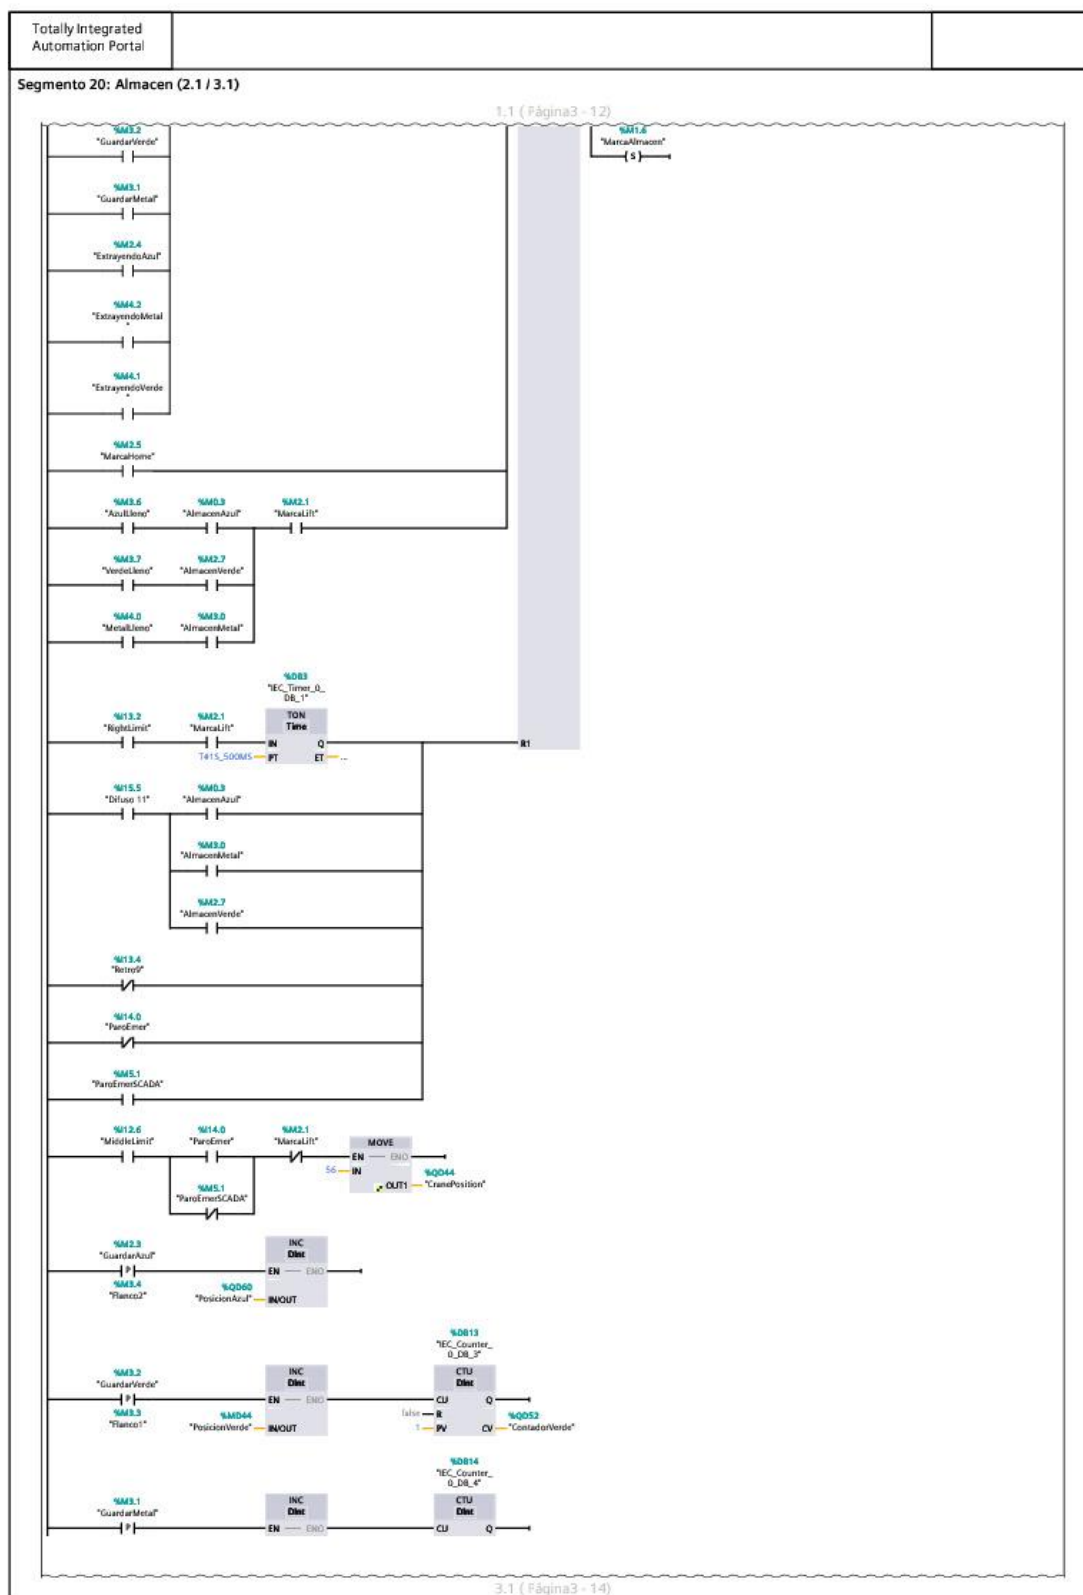 Totally Integrated
Automation Portal
Segmento 20: Almacen (2.1 / 3.1)
1.1 ( Página3 - 12)
%M3.2
"GuardarVerde"
%M1.6
"MarcaAlmacen"
S
%M3.1
"GuardarMetal"
%M2.4
"ExtrayendoAzul"
%M4.2
"ExtrayendoMetal
"
%M4.1
"ExtrayendoVerde
"
%M2.5
"MarcaHome"
%M3.6 %M0.3 %M2.1
"AzulLleno" "AlmacenAzul" "MarcaLift"
%M3.7 %M2.7
"VerdeLleno" "AlmacenVerde"
%M4.0 %M3.0
"MetalLleno" "AlmacenMetal"
%DB3
"IEC_Timer_0_
DB_1"
%I13.2 %M2.1 TON
"RightLimit" "MarcaLift" Time
IN Q R1
T#1S_500MS PT ET ...
%I15.5 %M0.3
"Difuso 11" "AlmacenAzul"
%M3.0
"AlmacenMetal"
%M2.7
"AlmacenVerde"
%I13.4
"Retro9"
%I14.0
"ParoEmer"
%M5.1
"ParoEmerSCADA"
%I12.6 %I14.0 %M2.1
"MiddleLimit" "ParoEmer" "MarcaLift" MOVE
EN ENO
56 IN %QD44
OUT1 "CranePosition"
%M5.1
"ParoEmerSCADA"
%M2.3 INC
"GuardarAzul" DInt
P EN ENO
%M3.4 %QD60
"Flanco2" "PosicionAzul" IN/OUT
%DB13
"IEC_Counter_
0_DB_3"
%M3.2 INC CTU
"GuardarVerde" DInt DInt
P EN ENO CU Q
%M3.3 %MD44 false R %QD52
"Flanco1" "PosicionVerde" IN/OUT 1 PV CV "ContadorVerde"
%DB14
"IEC_Counter_
0_DB_4"
%M3.1 INC CTU
"GuardarMetal" DInt DInt
P EN ENO CU Q
3.1 ( Página3 - 14)